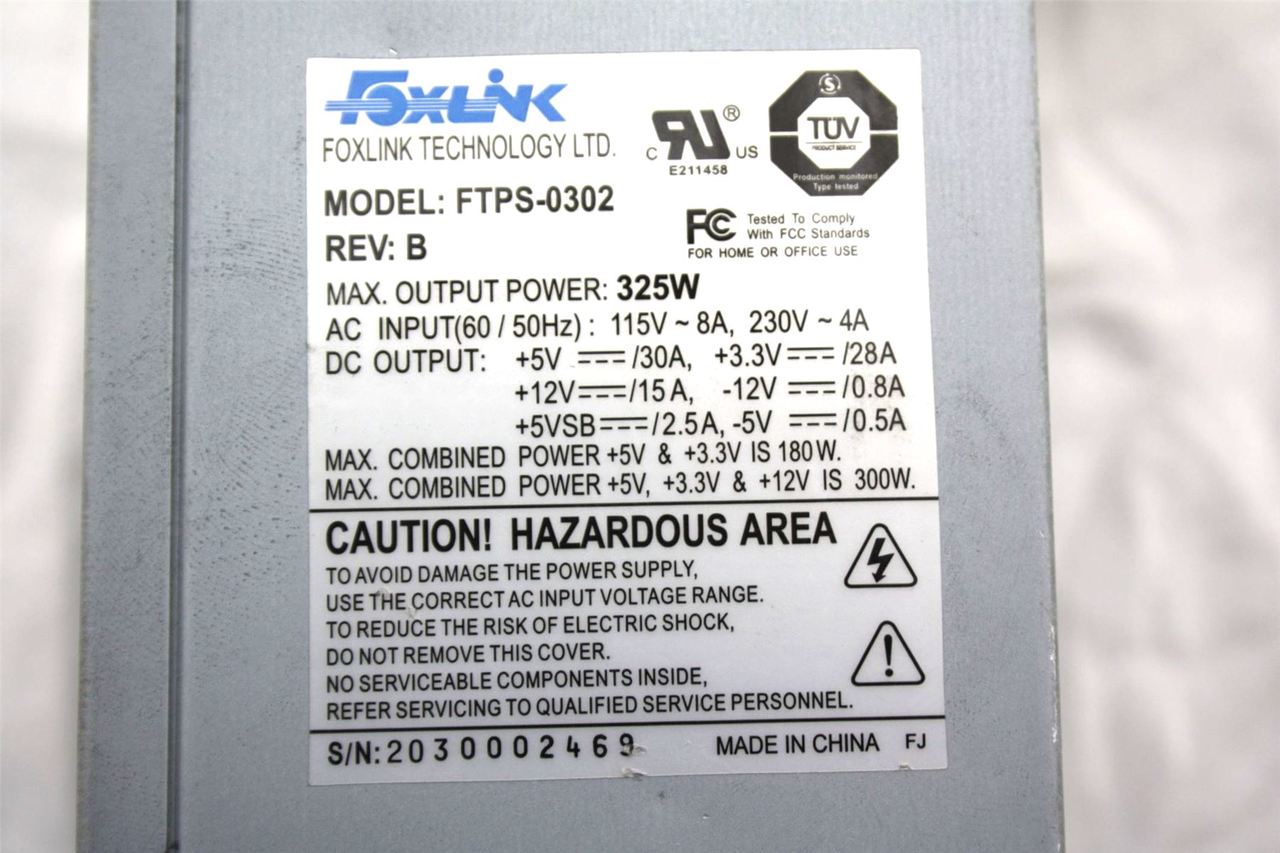 FOXLINK
FOXLINK TECHNOLOGY LTD.
C RU US ®
E211458
S
TÜV
PRODUCT SERVICE
Production monitored
Type tested
MODEL: FTPS-0302
REV: B
FC Tested To Comply
With FCC Standards
FOR HOME OR OFFICE USE
MAX. OUTPUT POWER: 325W
AC INPUT(60 / 50Hz) : 115V ~ 8A, 230V ~ 4A
DC OUTPUT: +5V ⎓/30A, +3.3V⎓/28A
+12V⎓/15A, -12V ⎓/0.8A
+5VSB⎓/2.5A, -5V ⎓/0.5A
MAX. COMBINED POWER +5V & +3.3V IS 180W.
MAX. COMBINED POWER +5V, +3.3V & +12V IS 300W.
CAUTION! HAZARDOUS AREA
TO AVOID DAMAGE THE POWER SUPPLY,
USE THE CORRECT AC INPUT VOLTAGE RANGE.
TO REDUCE THE RISK OF ELECTRIC SHOCK,
DO NOT REMOVE THIS COVER.
NO SERVICEABLE COMPONENTS INSIDE,
REFER SERVICING TO QUALIFIED SERVICE PERSONNEL.
S/N:2030002469 MADE IN CHINA FJ